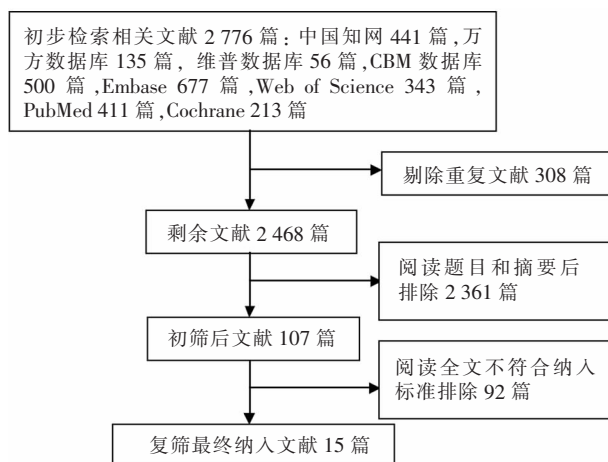 初步检索相关文献 2 776 篇：中国知网 441 篇，万
方数据库 135 篇，维普数据库 56 篇，CBM 数据库
500 篇，Embase 677 篇，Web of Science 343 篇，
PubMed 411 篇，Cochrane 213 篇
剔除重复文献 308 篇
剩余文献 2 468 篇
阅读题目和摘要后
排除 2 361 篇
初筛后文献 107 篇
阅读全文不符合纳入
标准排除 92 篇
复筛最终纳入文献 15 篇